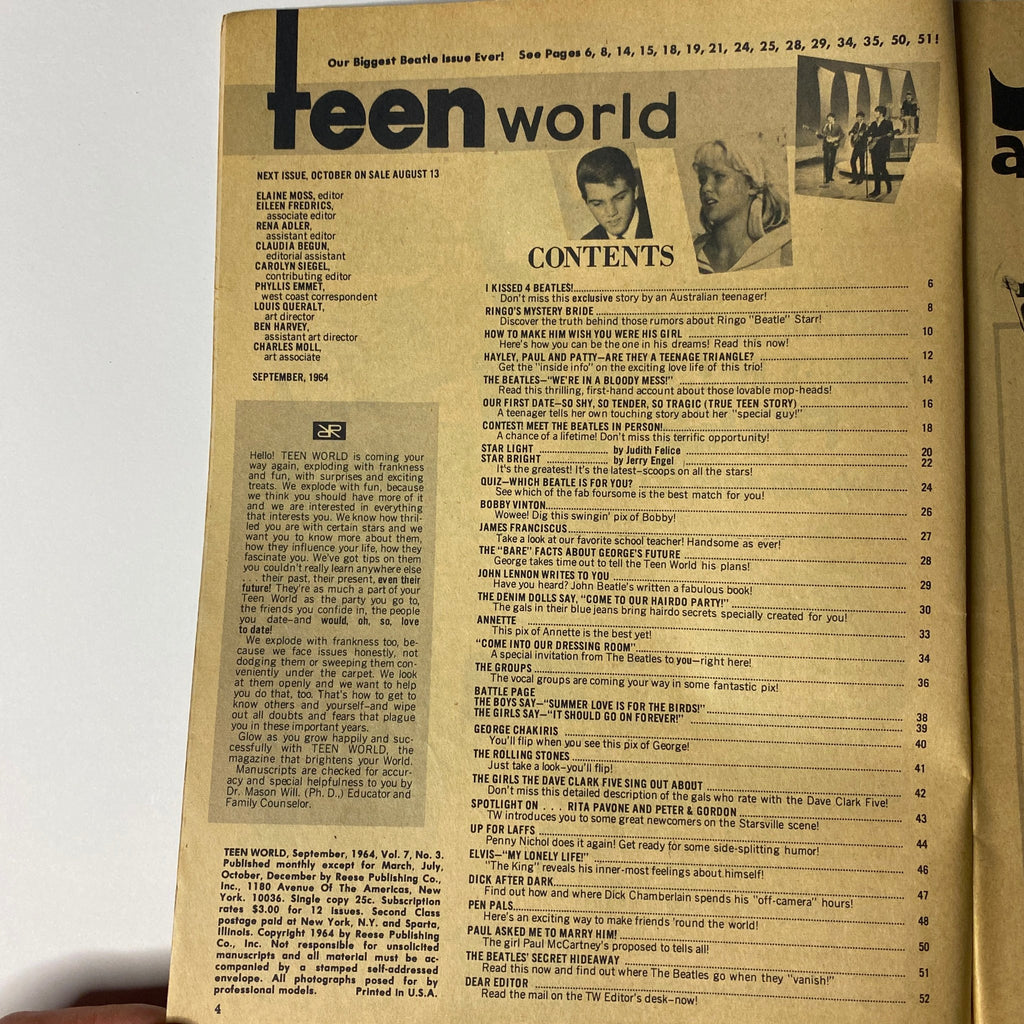 Our Biggest Beatle Issue Ever! See Pages 6, 8, 14, 15, 18, 19, 21, 24, 25, 28, 29, 34, 35, 50, 51!
teen world
NEXT ISSUE, OCTOBER ON SALE AUGUST 13
ELAINE MOSS, editor
EILEEN FREDRICS,
associate editor
RENA ADLER,
assistant editor
CLAUDIA BEGUN,
editorial assistant
CAROLYN SIEGEL,
contributing editor
PHYLLIS EMMET,
west coast correspondent
LOUIS QUERALT,
art director
BEN HARVEY,
assistant art director
CHARLES MOLL,
art associate
SEPTEMBER, 1964
Hello! TEEN WORLD is coming your
way again, exploding with frankness
and fun, with surprises and exciting
treats. We explode with fun, because
we think you should have more of it
and we are interested in everything
that interests you. We know how thril-
led you are with certain stars and we
want you to know more about them,
how they influence your life, how they
fascinate you. We've got tips on them
you couldn't really learn anywhere else
. . . their past, their present, even their
future! They're as much a part of your
Teen World as the party you go to,
the friends you confide in, the people
you date—and would, oh, so, love
to date!
We explode with frankness too, be-
cause we face issues honestly, not
dodging them or sweeping them con-
veniently under the carpet. We look
at them openly and we want to help
you do that, too. That's how to get to
know others and yourself—and wipe
out all doubts and fears that plague
you in these important years.
Glow as you grow happily and suc-
cessfully with TEEN WORLD, the
magazine that brightens your World.
Manuscripts are checked for accur-
acy and special helpfulness to you by
Dr. Mason Will. (Ph. D.,) Educator and
Family Counselor.
TEEN WORLD, September, 1964, Vol. 7, No. 3.
Published monthly except for March, July,
October, December by Reese Publishing Co.,
Inc., 1180 Avenue Of The Americas, New
York. 10036. Single copy 25c. Subscription
rates $3.00 for 12 issues. Second Class
postage paid at New York, N.Y. and Sparta,
Illinois. Copyright 1964 by Reese Publishing
Co., Inc. Not responsible for unsolicited
manuscripts and all material must be ac-
companied by a stamped self-addressed
envelope. All photographs posed for by
professional models. Printed In U.S.A.
4
CONTENTS
I KISSED 4 BEATLES! 6
Don't miss this exclusive story by an Australian teenager!
RINGO'S MYSTERY BRIDE 8
Discover the truth behind those rumors about Ringo "Beatle" Starr!
HOW TO MAKE HIM WISH YOU WERE HIS GIRL 10
Here's how you can be the one in his dreams! Read this now!
HAYLEY, PAUL AND PATTY—ARE THEY A TEENAGE TRIANGLE? 12
Get the "inside info" on the exciting love life of this trio!
THE BEATLES—"WE'RE IN A BLOODY MESS!" 14
Read this thrilling, first-hand account about those lovable mop-heads!
OUR FIRST DATE—SO SHY, SO TENDER, SO TRAGIC (TRUE TEEN STORY) 16
A teenager tells her own touching story about her "special guy!"
CONTEST! MEET THE BEATLES IN PERSON! 18
A chance of a lifetime! Don't miss this terrific opportunity!
STAR LIGHT by Judith Felice 20
STAR BRIGHT by Jerry Engel 22
It's the greatest! It's the latest—scoops on all the stars!
QUIZ—WHICH BEATLE IS FOR YOU? 24
See which of the fab foursome is the best match for you!
BOBBY VINTON 26
Wowee! Dig this swingin' pix of Bobby!
JAMES FRANCISCUS 27
Take a look at our favorite school teacher! Handsome as ever!
THE "BARE" FACTS ABOUT GEORGE'S FUTURE 28
George takes time out to tell the Teen World his plans!
JOHN LENNON WRITES TO YOU 29
Have you heard? John Beatle's written a fabulous book!
THE DENIM DOLLS SAY, "COME TO OUR HAIRDO PARTY!" 30
The gals in their blue jeans bring hairdo secrets specially created for you!
ANNETTE 33
This pix of Annette is the best yet!
"COME INTO OUR DRESSING ROOM" 34
A special invitation from The Beatles to you—right here!
THE GROUPS 36
The vocal groups are coming your way in some fantastic pix!
BATTLE PAGE
THE BOYS SAY—"SUMMER LOVE IS FOR THE BIRDS!" 38
THE GIRLS SAY—"IT SHOULD GO ON FOREVER!" 39
GEORGE CHAKIRIS 40
You'll flip when you see this pix of George!
THE ROLLING STONES 41
Just take a look—you'll flip!
THE GIRLS THE DAVE CLARK FIVE SING OUT ABOUT 42
Don't miss this detailed description of the gals who rate with the Dave Clark Five!
SPOTLIGHT ON . . . RITA PAVONE AND PETER & GORDON 43
TW introduces you to some great newcomers on the Starsville scene!
UP FOR LAFFS 44
Penny Nichol does it again! Get ready for some side-splitting humor!
ELVIS—"MY LONELY LIFE!" 46
"The King" reveals his inner-most feelings about himself!
DICK AFTER DARK 47
Find out how and where Dick Chamberlain spends his "off-camera" hours!
PEN PALS 48
Here's an exciting way to make friends 'round the world!
PAUL ASKED ME TO MARRY HIM! 50
The girl Paul McCartney's proposed to tells all!
THE BEATLES' SECRET HIDEAWAY 51
Read this now and find out where The Beatles go when they "vanish!"
DEAR EDITOR 52
Read the mail on the TW Editor's desk—now!